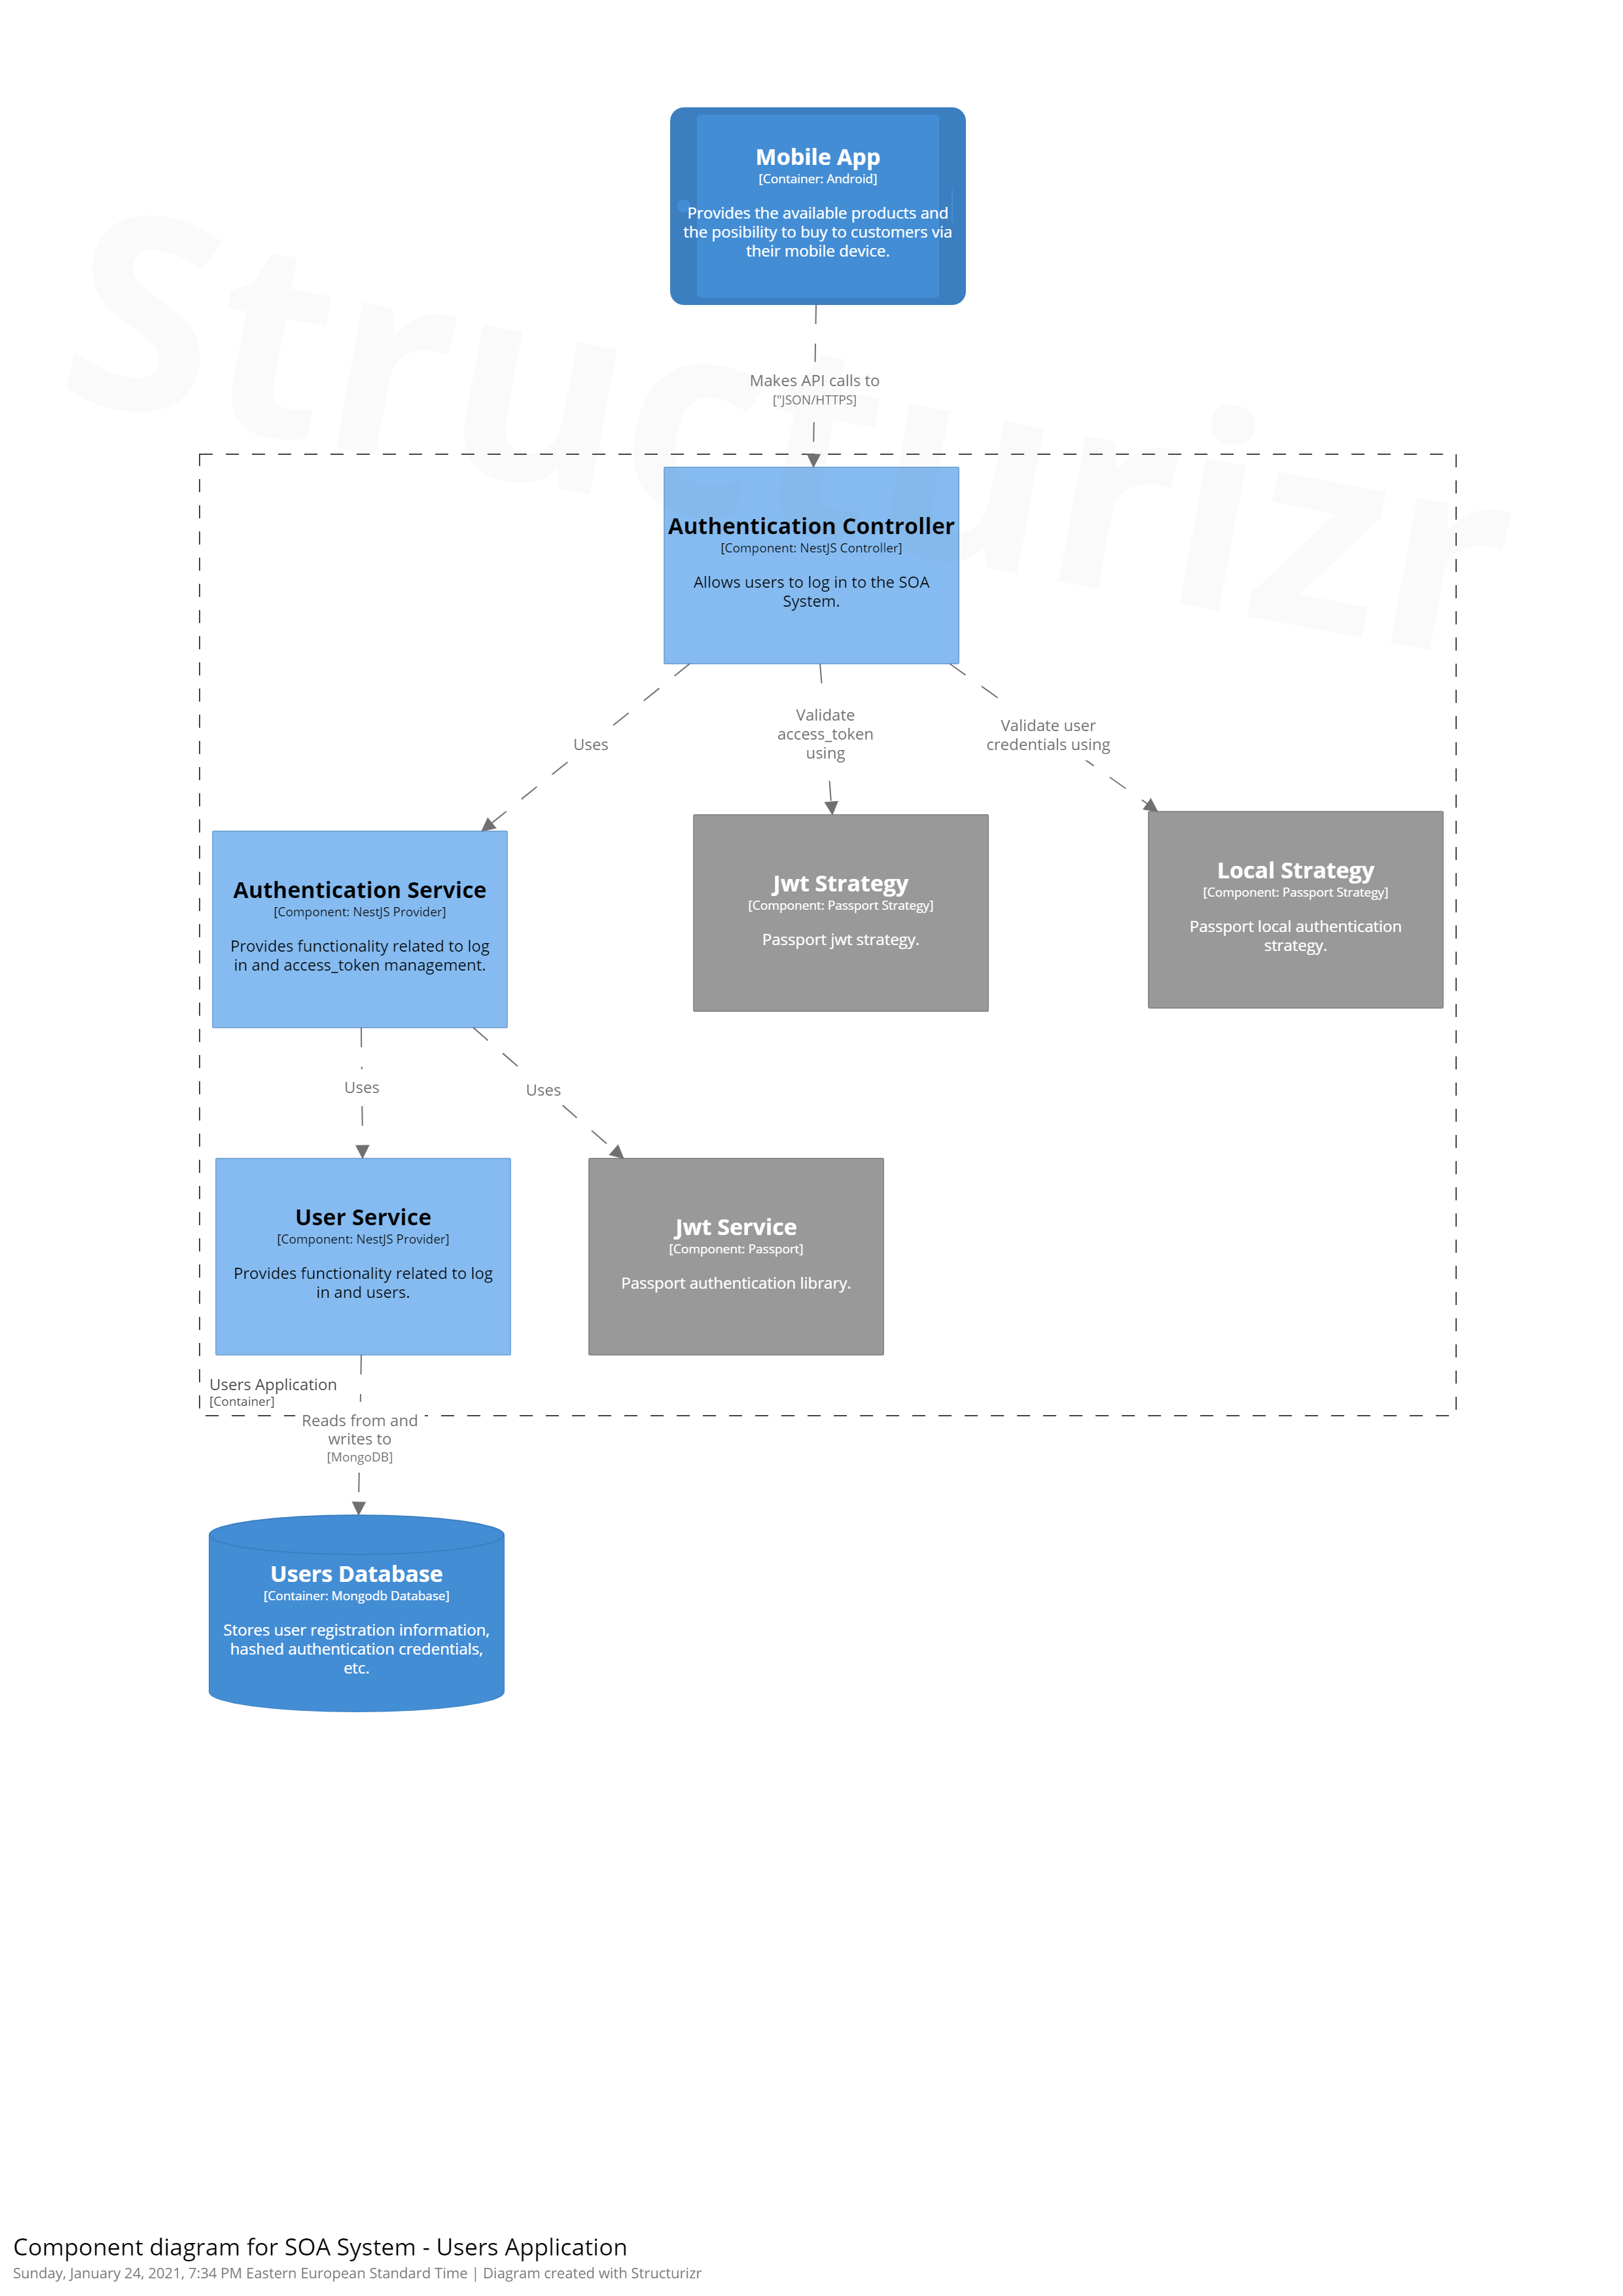 Structurizr
Mobile App
[Container: Android]
Provides the available products and
the posibility to buy to customers via
their mobile device.
Makes API calls to
["JSON/HTTPS]
Authentication Controller
[Component: NestJS Controller]
Allows users to log in to the SOA
System.
Uses
Validate
access_token
using
Validate user
credentials using
Authentication Service
[Component: NestJS Provider]
Provides functionality related to log
in and access_token management.
Jwt Strategy
[Component: Passport Strategy]
Passport jwt strategy.
Local Strategy
[Component: Passport Strategy]
Passport local authentication
strategy.
Uses
Uses
User Service
[Component: NestJS Provider]
Provides functionality related to log
in and users.
Jwt Service
[Component: Passport]
Passport authentication library.
Users Application
[Container]
Reads from and
writes to
[MongoDB]
Users Database
[Container: Mongodb Database]
Stores user registration information,
hashed authentication credentials,
etc.
Component diagram for SOA System - Users Application
Sunday, January 24, 2021, 7:34 PM Eastern European Standard Time | Diagram created with Structurizr